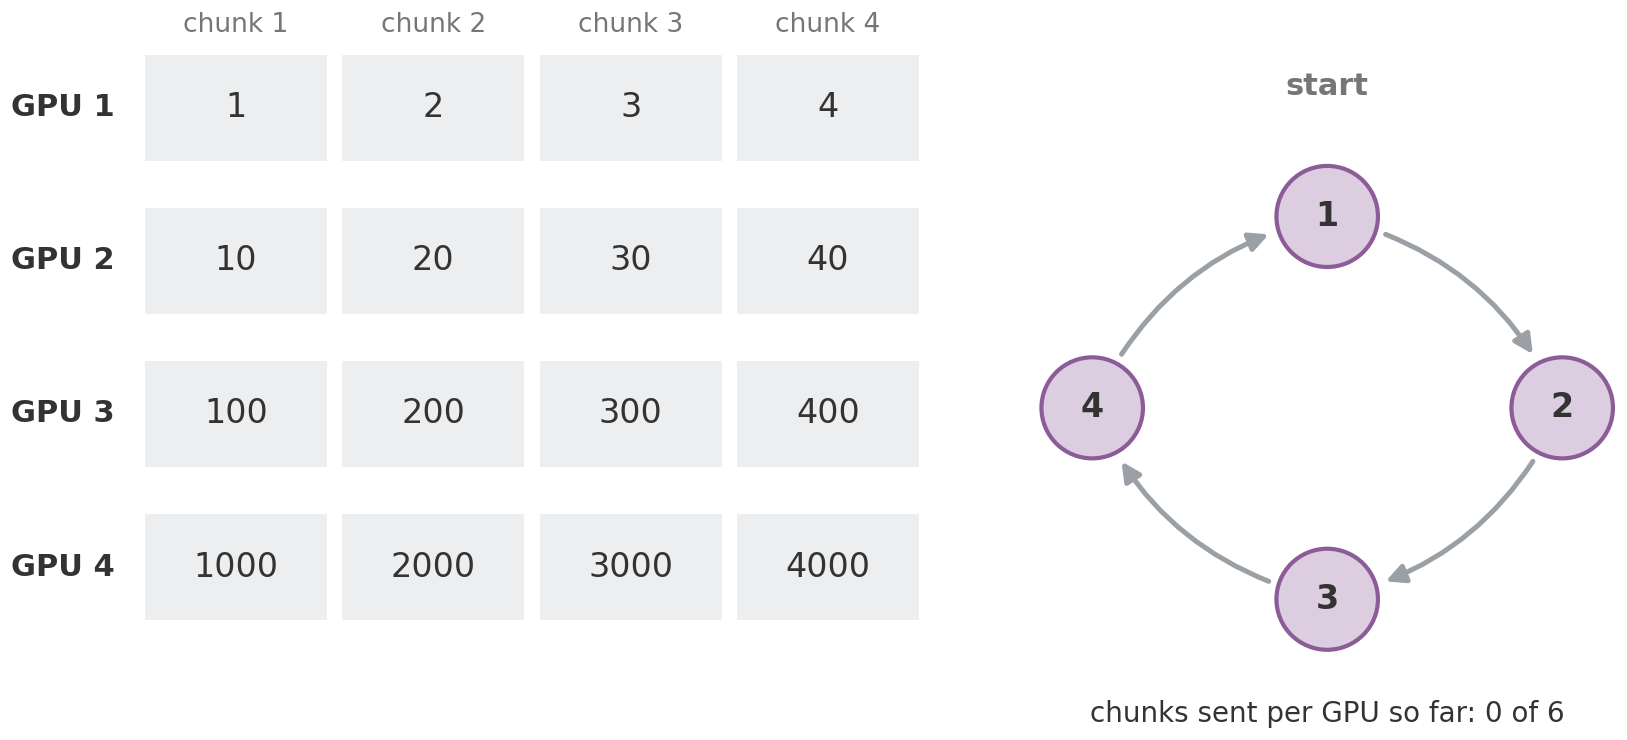 chunk 1 chunk 2 chunk 3 chunk 4
GPU 1 1 2 3 4
GPU 2 10 20 30 40
GPU 3 100 200 300 400
GPU 4 1000 2000 3000 4000
start
1
4
2
3
chunks sent per GPU so far: 0 of 6